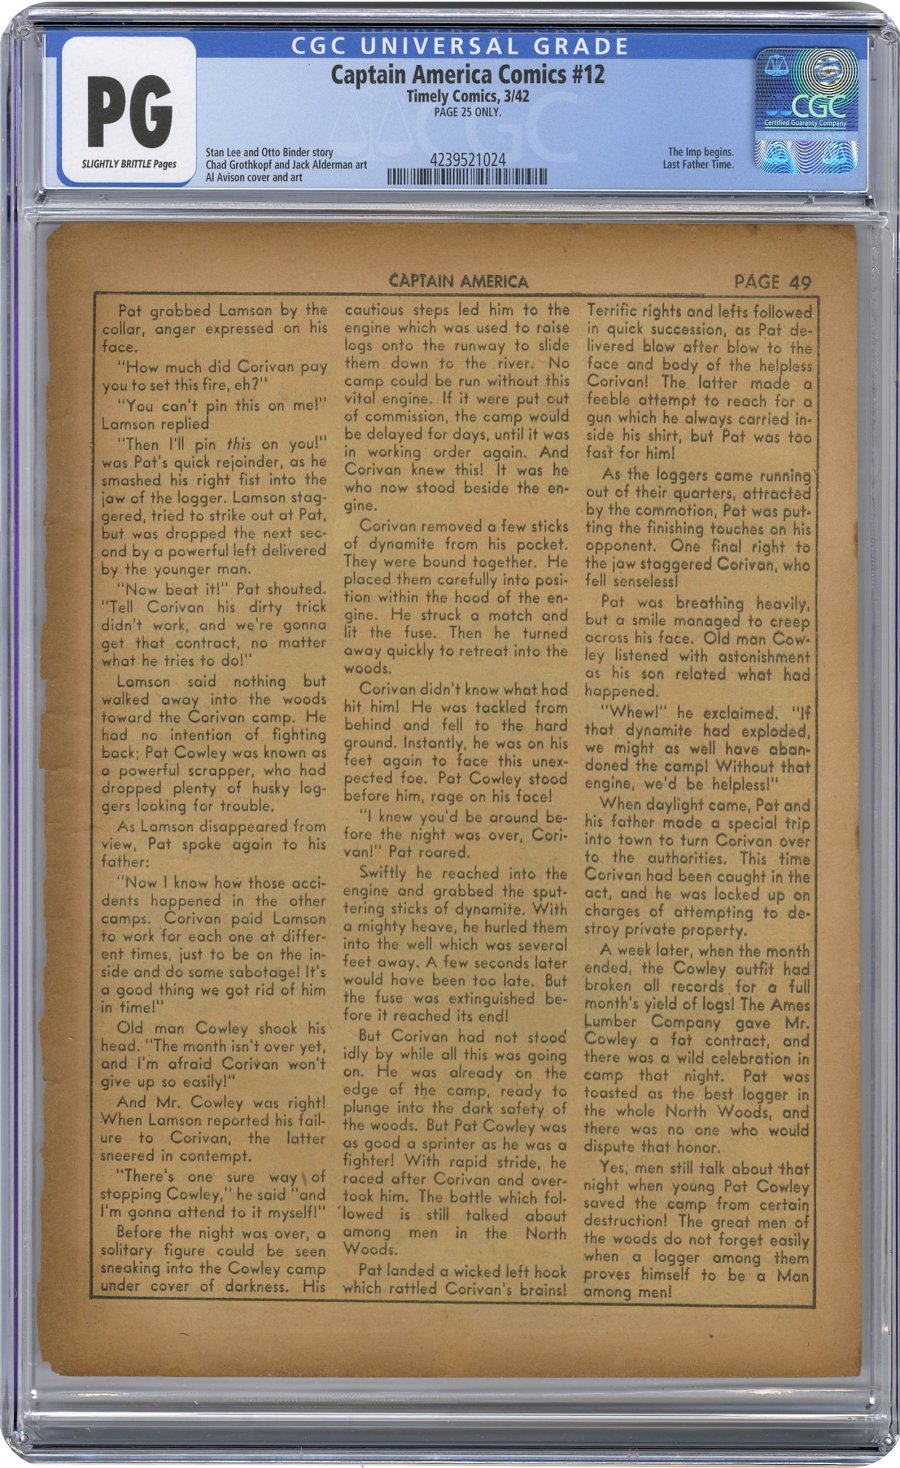 CGC UNIVERSAL GRADE
PG
SLIGHTLY BRITTLE Pages
Captain America Comics #12
Timely Comics, 3/42
PAGE 25 ONLY.
Stan Lee and Otto Binder story
Chad Grothkopf and Jack Alderman art
Al Avison cover and art
4239521024
The Imp begins.
Last Father Time.
CGC
Certified Guaranty Company
CAPTAIN AMERICA
PAGE 49
Pat grabbed Lamson by the
collar, anger expressed on his
face.
"How much did Corivan pay
you to set this fire, eh?"
"You can't pin this on me!"
Lamson replied
"Then I'll pin this on you!"
was Pat's quick rejoinder, as he
smashed his right fist into the
jaw of the logger. Lamson stag-
gered, tried to strike out at Pat,
but was dropped the next sec-
ond by a powerful left delivered
by the younger man.
"Now beat it!" Pat shouted.
"Tell Corivan his dirty trick
didn't work, and we're gonna
get that contract, no matter
what he tries to do!"
Lamson said nothing but
walked away into the woods
toward the Corivan camp. He
had no intention of fighting
back; Pat Cowley was known as
a powerful scrapper, who had
dropped plenty of husky log-
gers looking for trouble.
As Lamson disappeared from
view, Pat spoke again to his
father:
"Now I know how those acci-
dents happened in the other
camps. Corivan paid Lamson
to work for each one at differ-
ent times, just to be on the in-
side and do some sabotage! It's
a good thing we got rid of him
in time!"
Old man Cowley shook his
head. "The month isn't over yet,
and I'm afraid Corivan won't
give up so easily!"
And Mr. Cowley was right!
When Lamson reported his fail-
ure to Corivan, the latter
sneered in contempt.
"There's one sure way of
stopping Cowley," he said "and
I'm gonna attend to it myself!"
Before the night was over, a
solitary figure could be seen
sneaking into the Cowley camp
under cover of darkness. His
cautious steps led him to the
engine which was used to raise
logs onto the runway to slide
them down to the river. No
camp could be run without this
vital engine. If it were put out
of commission, the camp would
be delayed for days, until it was
in working order again. And
Corivan knew this! It was he
who now stood beside the en-
gine.
Corivan removed a few sticks
of dynamite from his pocket.
They were bound together. He
placed them carefully into posi-
tion within the hood of the en-
gine. He struck a match and
lit the fuse. Then he turned
away quickly to retreat into the
woods.
Corivan didn't know what had
hit him! He was tackled from
behind and fell to the hard
ground. Instantly, he was on his
feet again to face this unex-
pected foe. Pat Cowley stood
before him, rage on his face!
"I knew you'd be around be-
fore the night was over, Cori-
van!" Pat roared.
Swiftly he reached into the
engine and grabbed the sput-
tering sticks of dynamite. With
a mighty heave, he hurled them
into the well which was several
feet away. A few seconds later
would have been too late. But
the fuse was extinguished be-
fore it reached its end!
But Corivan had not stood
idly by while all this was going
on. He was already on the
edge of the camp, ready to
plunge into the dark safety of
the woods. But Pat Cowley was
as good a sprinter as he was a
fighter! With rapid stride, he
raced after Corivan and over-
took him. The battle which fol-
lowed is still talked about
among men in the North
Woods.
Pat landed a wicked left hook
which rattled Corivan's brains!
Terrific rights and lefts followed
in quick succession, as Pat de-
livered blow after blow to the
face and body of the helpless
Corivan! The latter made a
feeble attempt to reach for a
gun which he always carried in-
side his shirt, but Pat was too
fast for him!
As the loggers came running
out of their quarters, attracted
by the commotion, Pat was put-
ting the finishing touches on his
opponent. One final right to
the jaw staggered Corivan, who
fell senseless!
Pat was breathing heavily,
but a smile managed to creep
across his face. Old man Cow-
ley listened with astonishment
as his son related what had
happened.
"Whew!" he exclaimed. "If
that dynamite had exploded,
we might as well have aban-
doned the camp! Without that
engine, we'd be helpless!"
When daylight came, Pat and
his father made a special trip
into town to turn Corivan over
to the authorities. This time
Corivan had been caught in the
act, and he was locked up on
charges of attempting to de-
stroy private property.
A week later, when the month
ended, the Cowley outfit had
broken all records for a full
month's yield of logs! The Ames
Lumber Company gave Mr.
Cowley a fat contract, and
there was a wild celebration in
camp that night. Pat was
toasted as the best logger in
the whole North Woods, and
there was no one who would
dispute that honor.
Yes, men still talk about that
night when young Pat Cowley
saved the camp from certain
destruction! The great men of
the woods do not forget easily
when a logger among them
proves himself to be a Man
among men!